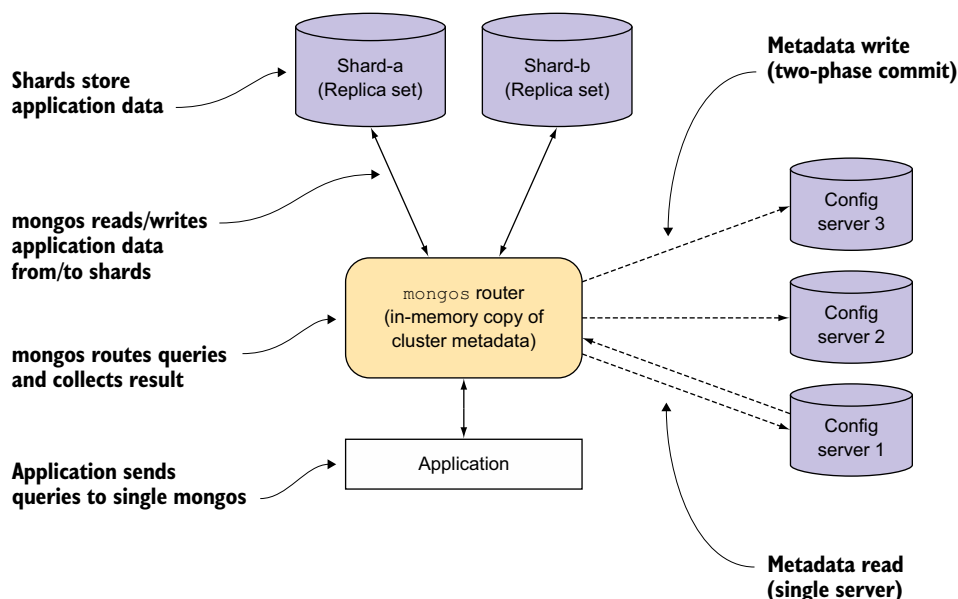 Shard-a
(Replica set)
Shard-b
(Replica set)
Metadata write
(two-phase commit)
Shards store
application data
Config
server 3
mongos reads/writes
application data
from/to shards
mongos router
(in-memory copy of
cluster metadata)
Config
server 2
mongos routes queries
and collects result
Config
server 1
Application sends
queries to single mongos
Application
Metadata read
(single server)